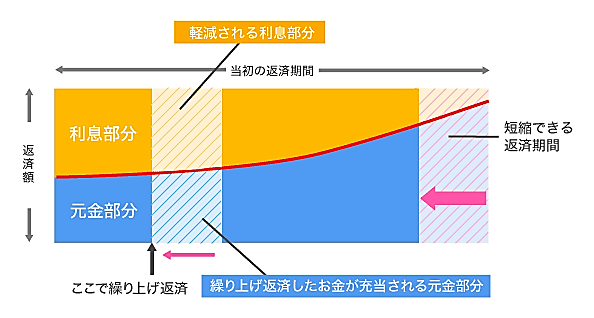 軽減される利息部分
当初の返済期間
利息部分
短縮できる
返済期間
返済額
元金部分
ここで繰り上げ返済
繰り上げ返済したお金が充当される元金部分